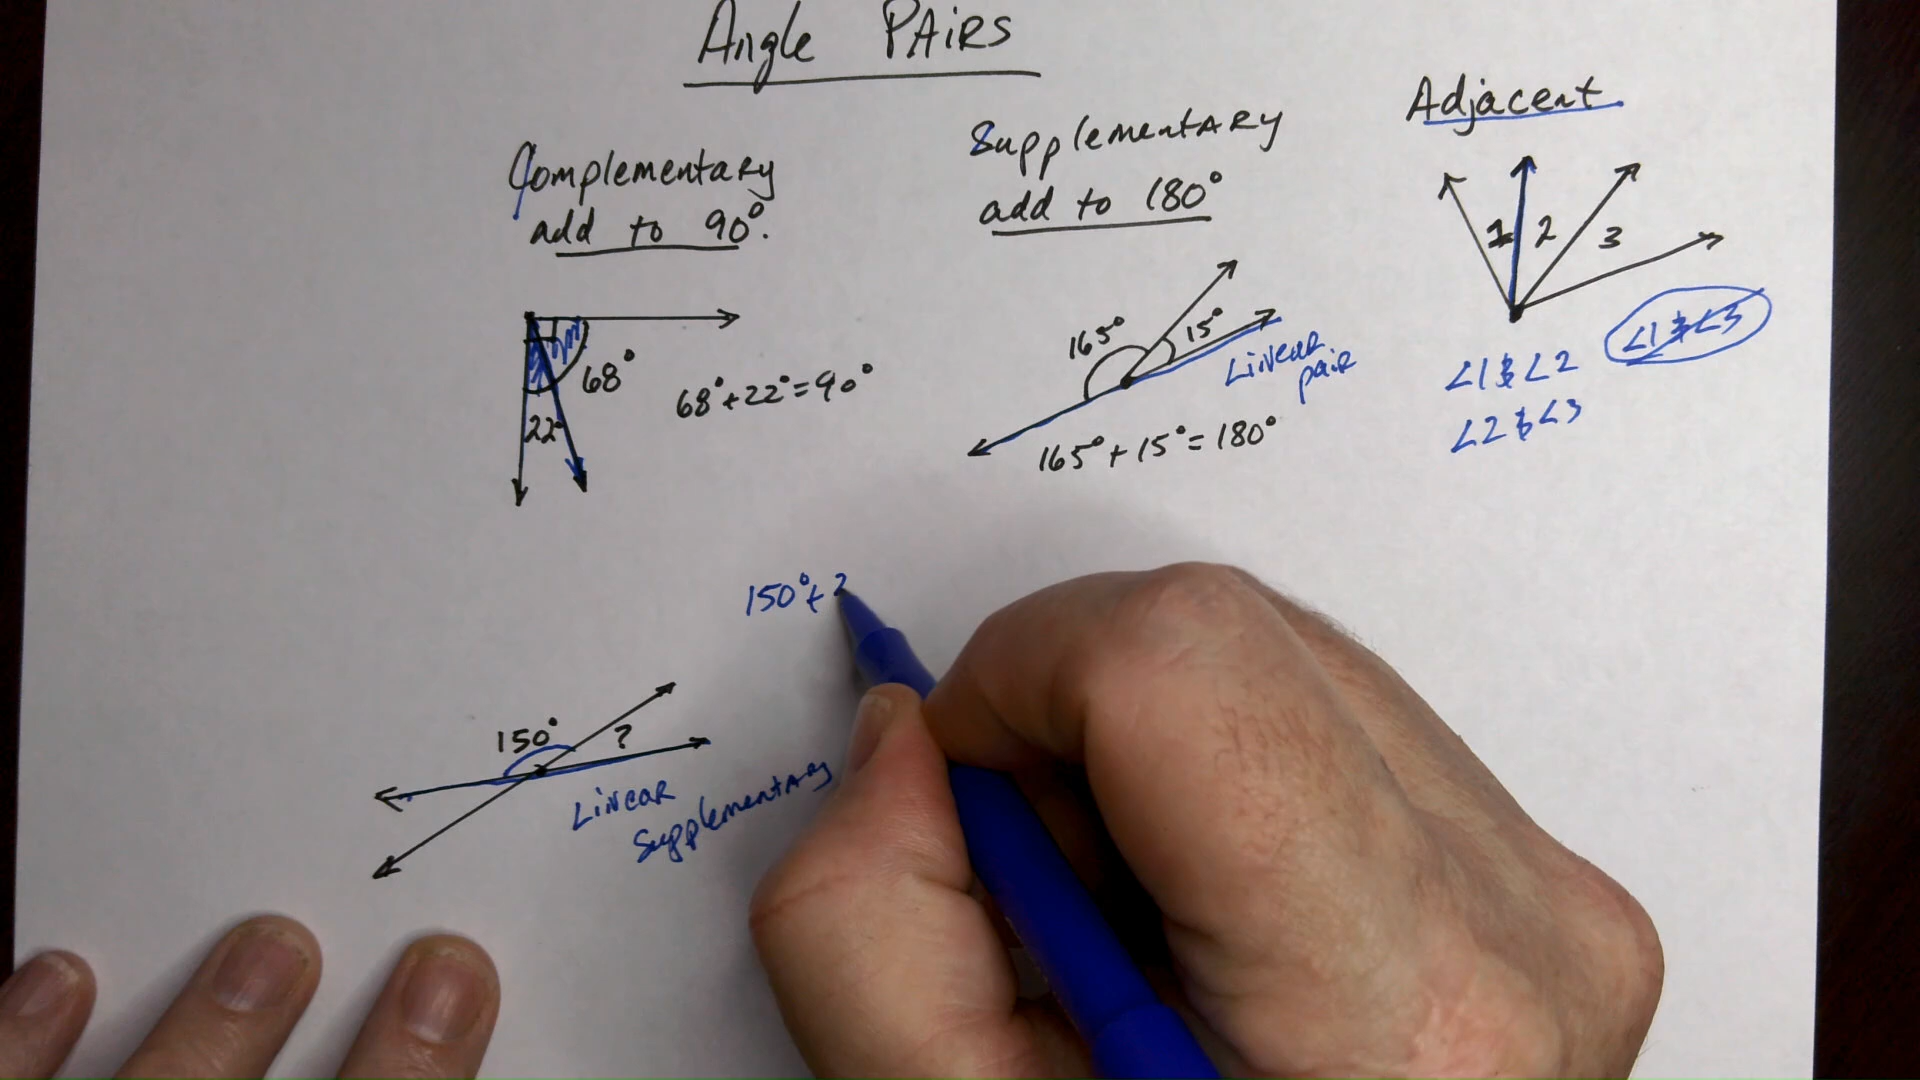 Angle PAIRS
Complementary
add to 90°.
22°
68°
68°+22°=90°
Supplementary
add to 180°
165°
15°
Linear
pair
165°+15°=180°
Adjacent
1 2 3
∠1&∠2
∠1&∠3
∠2&∠3
150°+?
150°
?
Linear
Supplementary